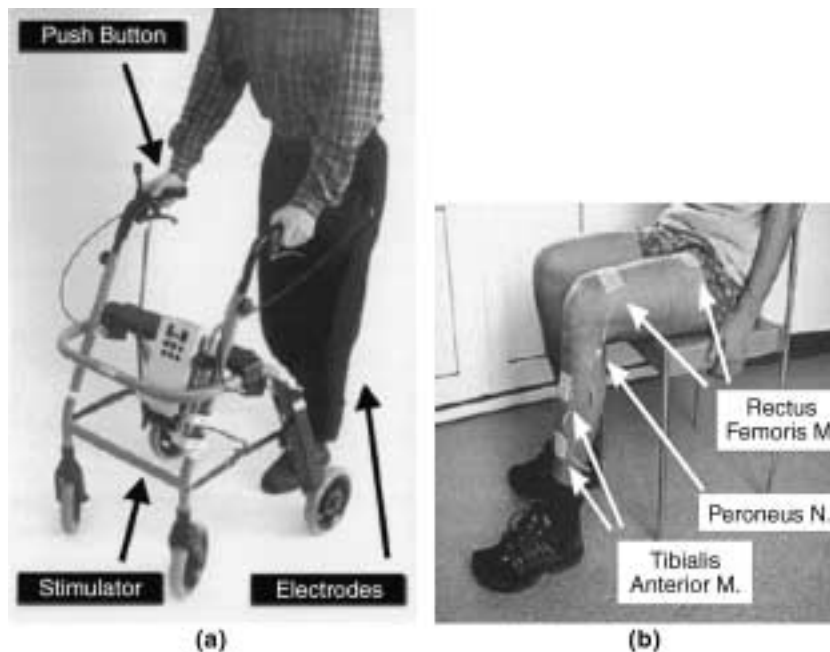 Push Button
Stimulator
Electrodes
(a)
Rectus
Femoris M.
Peroneus N.
Tibialis
Anterior M.
(b)